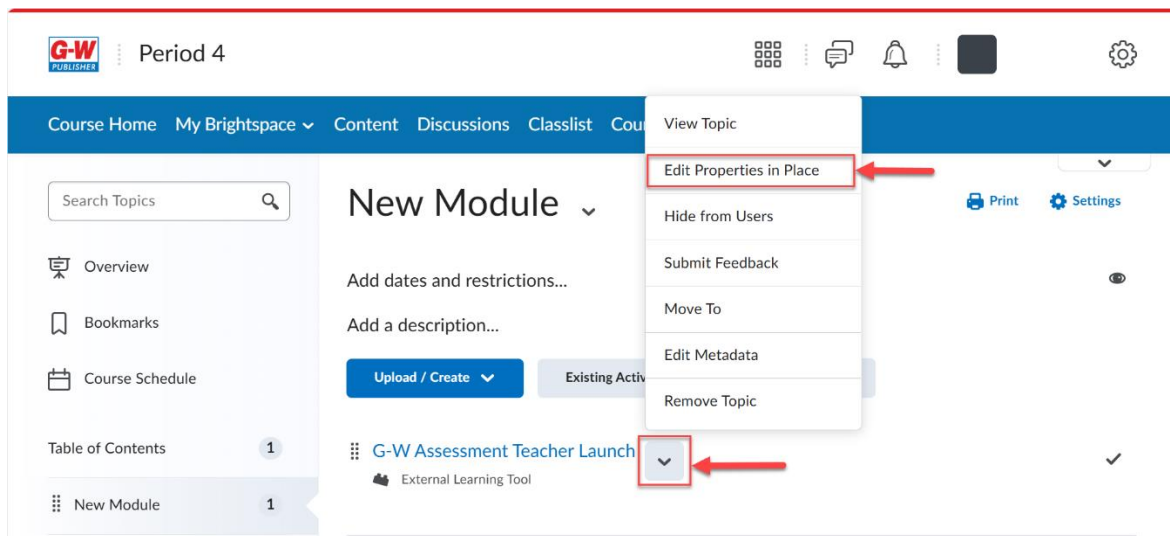 G-W
PUBLISHER
Period 4
Course Home My Brightspace Content Discussions Classlist
View Topic
Edit Properties in Place
Hide from Users
Submit Feedback
Move To
Edit Metadata
Remove Topic
Search Topics
Overview
Bookmarks
Course Schedule
Table of Contents 1
New Module 1
New Module
Print Settings
Add dates and restrictions...
Add a description...
Upload / Create Existing
G-W Assessment Teacher Launch
External Learning Tool